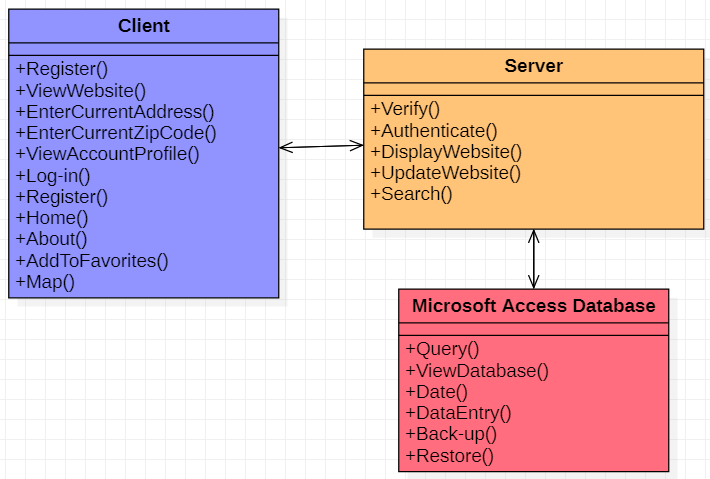 Client
+Register()
+ViewWebsite()
+EnterCurrentAddress()
+EnterCurrentZipCode()
+ViewAccountProfile()
+Log-in()
+Register()
+Home()
+About()
+AddToFavorites()
+Map()
Server
+Verify()
+Authenticate()
+DisplayWebsite()
+UpdateWebsite()
+Search()
Microsoft Access Database
+Query()
+ViewDatabase()
+Date()
+DataEntry()
+Back-up()
+Restore()